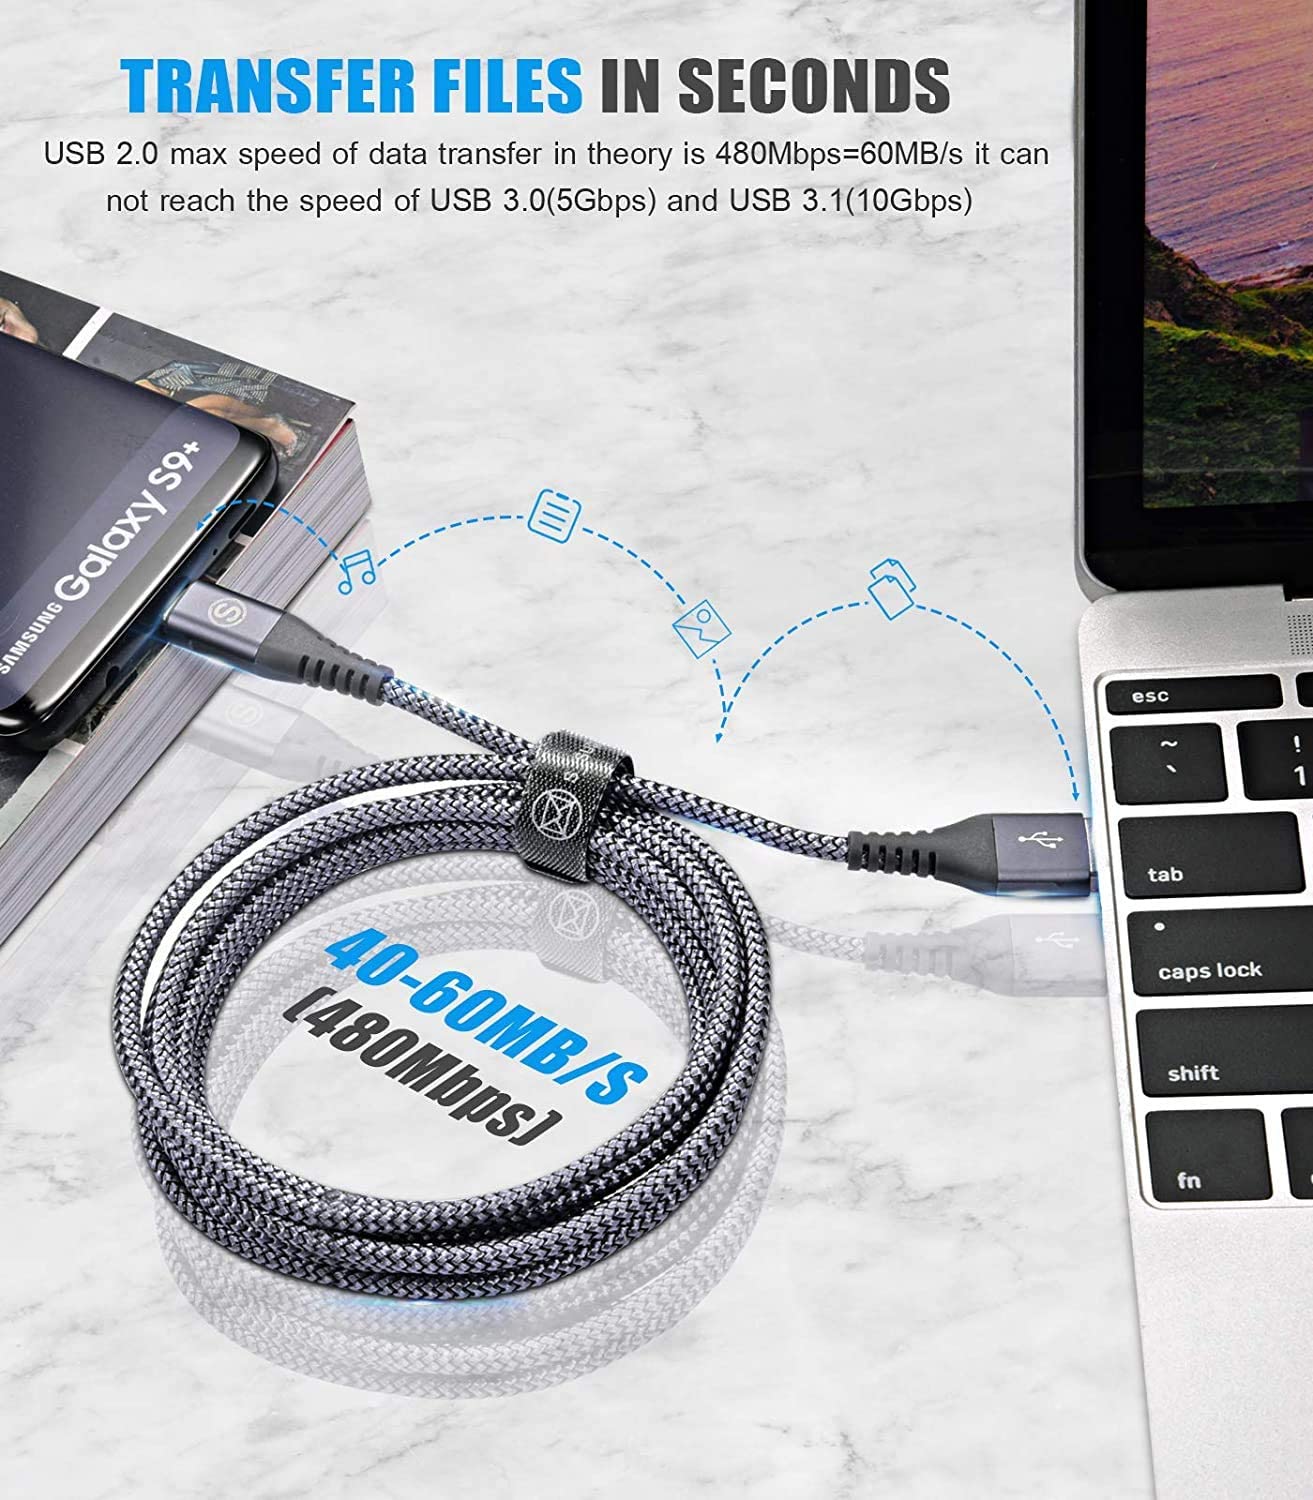 TRANSFER FILES IN SECONDS
USB 2.0 max speed of data transfer in theory is 480Mbps=60MB/s it can
not reach the speed of USB 3.0(5Gbps) and USB 3.1(10Gbps)
SAMSUNG Galaxy S9+
S
esc
~
`
!
1
tab
caps lock
shift
fn
40-60MB/S
(480Mbps)